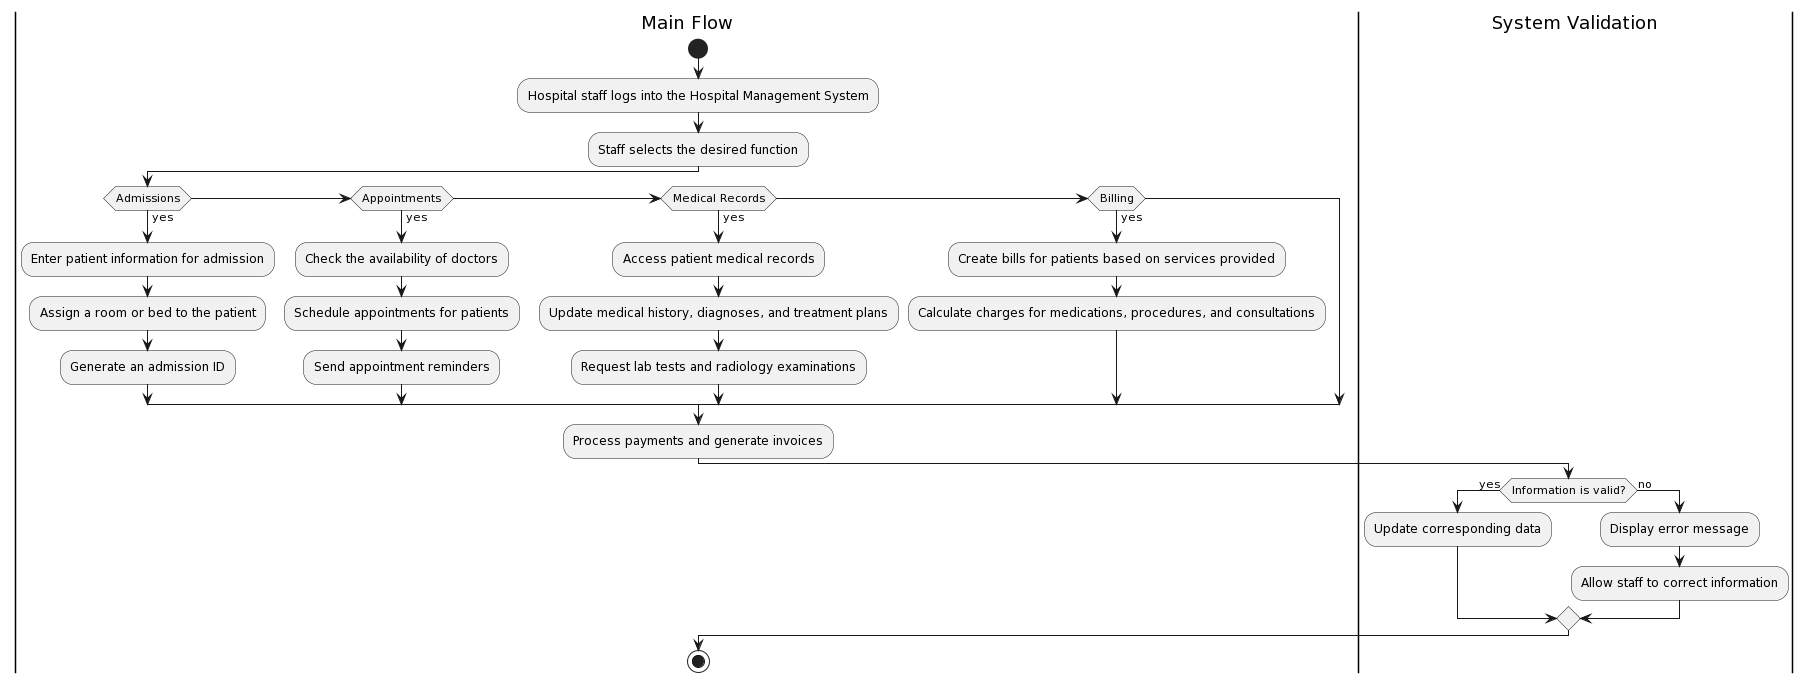 Main Flow
System Validation
Hospital staff logs into the Hospital Management System
Staff selects the desired function
Admissions
Appointments
Medical Records
Billing
yes
yes
yes
yes
Enter patient information for admission
Check the availability of doctors
Access patient medical records
Create bills for patients based on services provided
Assign a room or bed to the patient
Schedule appointments for patients
Update medical history, diagnoses, and treatment plans
Calculate charges for medications, procedures, and consultations
Generate an admission ID
Send appointment reminders
Request lab tests and radiology examinations
Process payments and generate invoices
yes
Information is valid?
no
Update corresponding data
Display error message
Allow staff to correct information